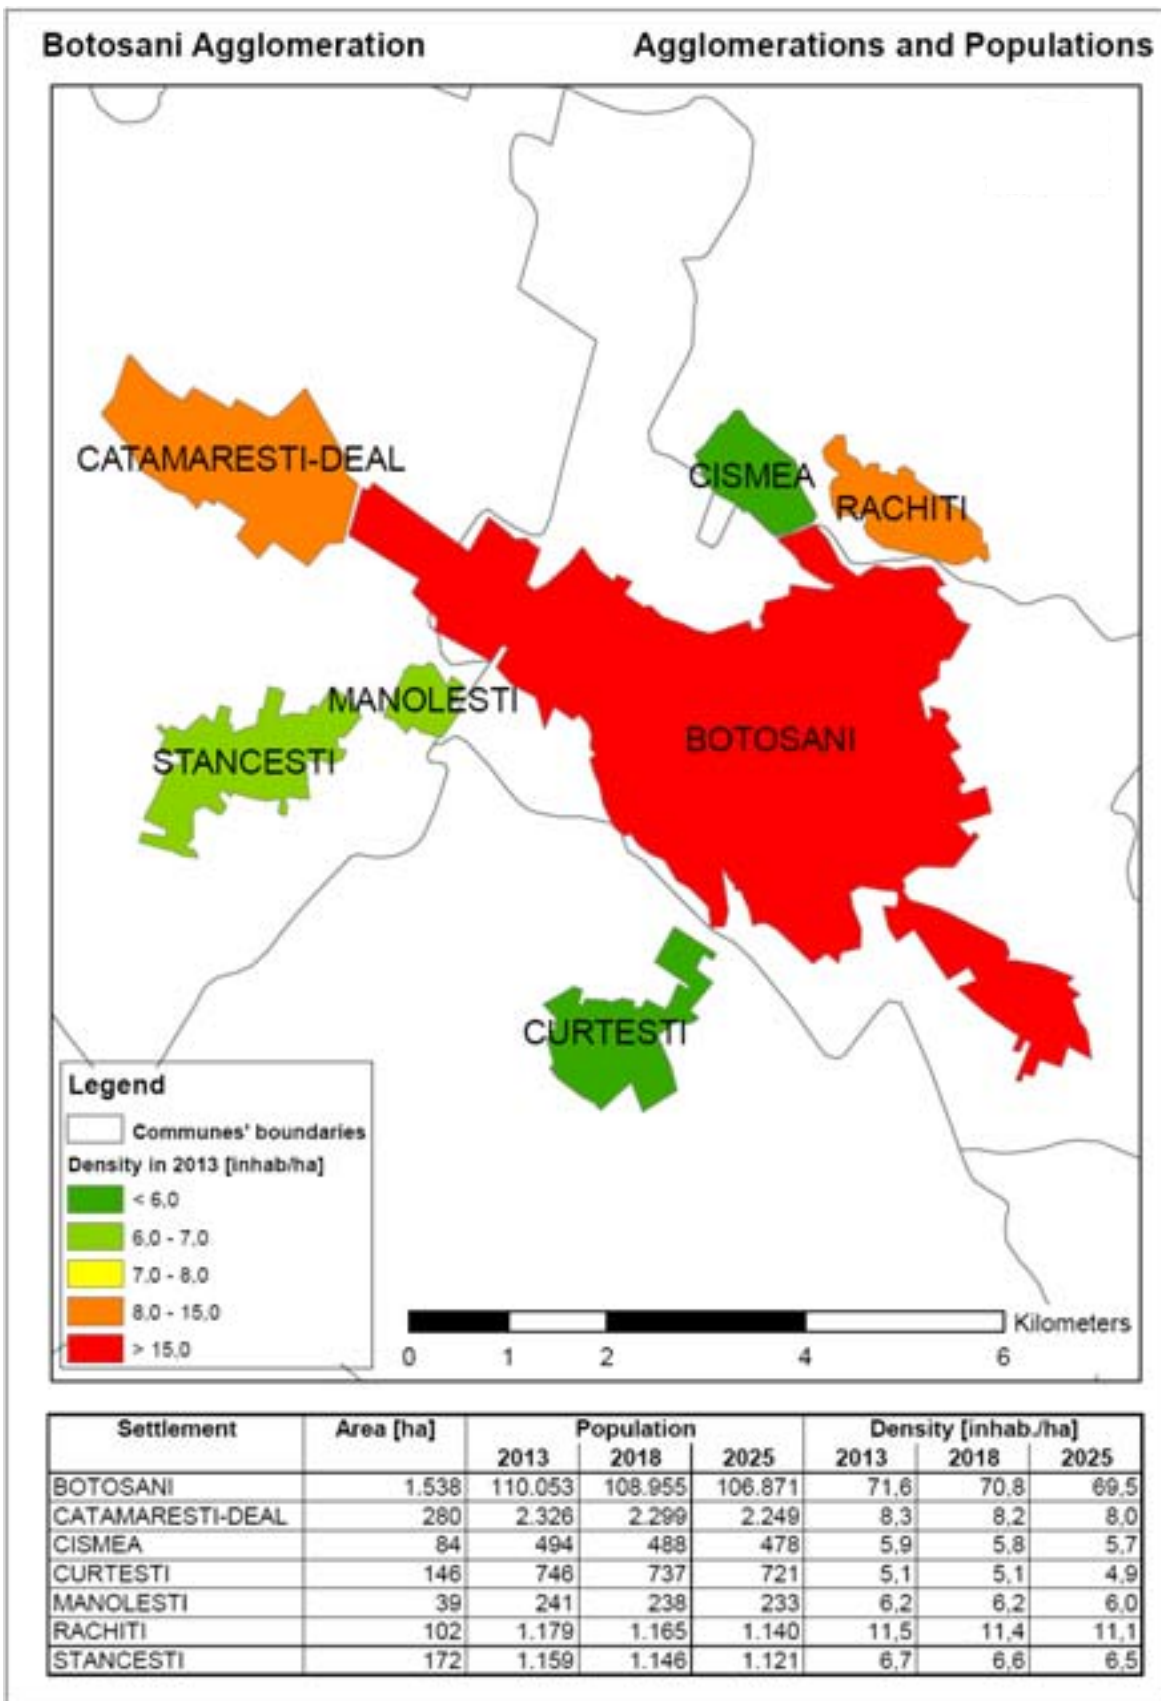 Botosani Agglomeration Agglomerations and Populations
CATAMARESTI-DEAL
CISMEA
RACHITI
MANOLESTI
STANCESTI
BOTOSANI
CURTESTI
Legend
Communes' boundaries
Density in 2013 [inhab/ha]
< 6,0
6,0 - 7,0
7,0 - 8,0
8,0 - 15,0
> 15,0
Kilometers
0 1 2 4 6
Settlement Area [ha] Population Density [inhab./ha]
2013 2018 2025 2013 2018 2025
BOTOSANI 1.538 110.053 108.955 106.871 71,6 70,8 69,5
CATAMARESTI-DEAL 280 2.326 2.299 2.249 8,3 8,2 8,0
CISMEA 84 494 488 478 5,9 5,8 5,7
CURTESTI 146 746 737 721 5,1 5,1 4,9
MANOLESTI 39 241 238 233 6,2 6,2 6,0
RACHITI 102 1.179 1.165 1.140 11,5 11,4 11,1
STANCESTI 172 1.159 1.146 1.121 6,7 6,6 6,5